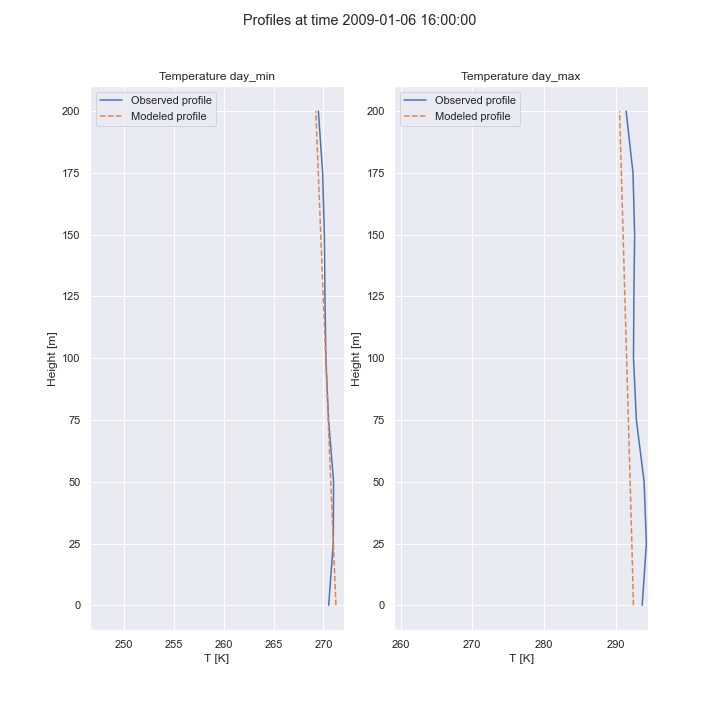 Profiles at time 2009-01-06 16:00:00
Temperature day_min
Observed profile
Modeled profile
200
175
150
125
100
75
50
25
0
Height [m]
250
255
260
265
270
T [K]
Temperature day_max
Observed profile
Modeled profile
200
175
150
125
100
75
50
25
0
Height [m]
260
270
280
290
T [K]